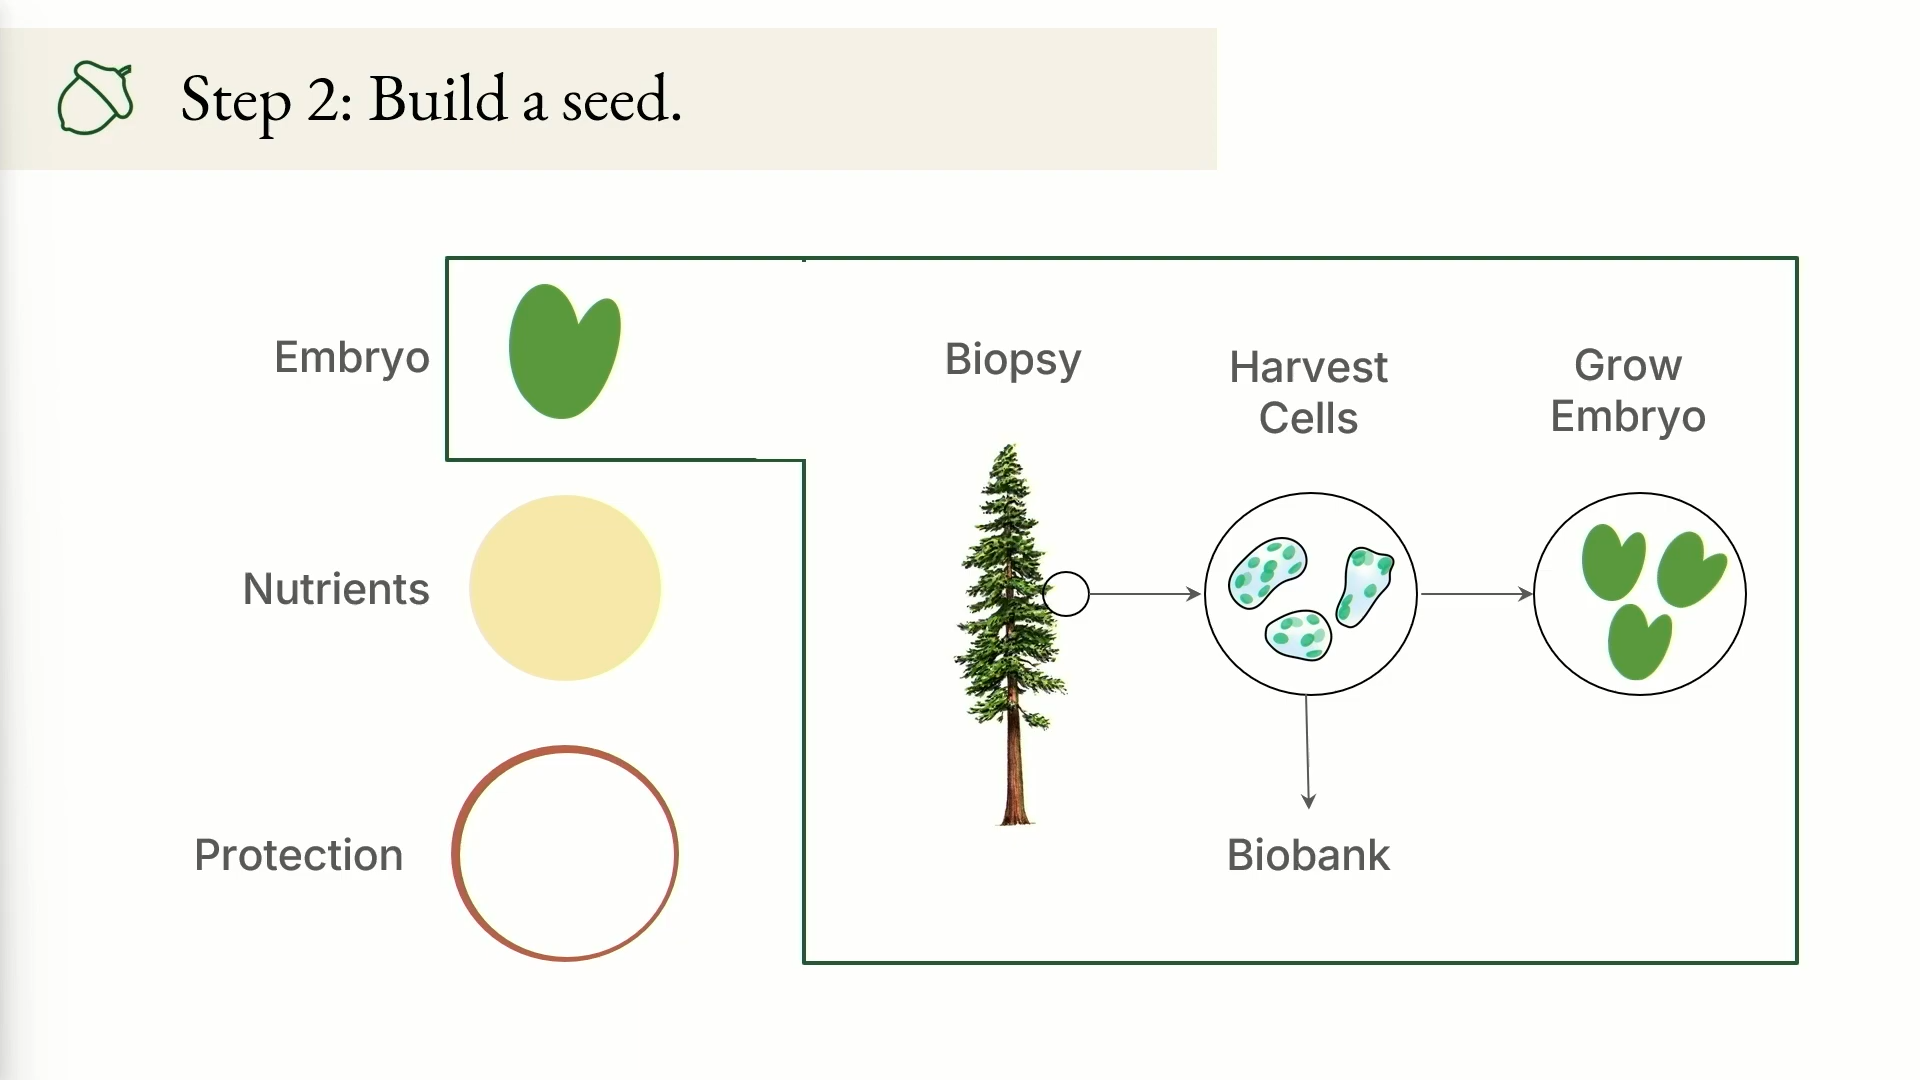 Step 2: Build a seed.
Embryo
Nutrients
Protection
Biopsy
Harvest
Cells
Grow
Embryo
Biobank